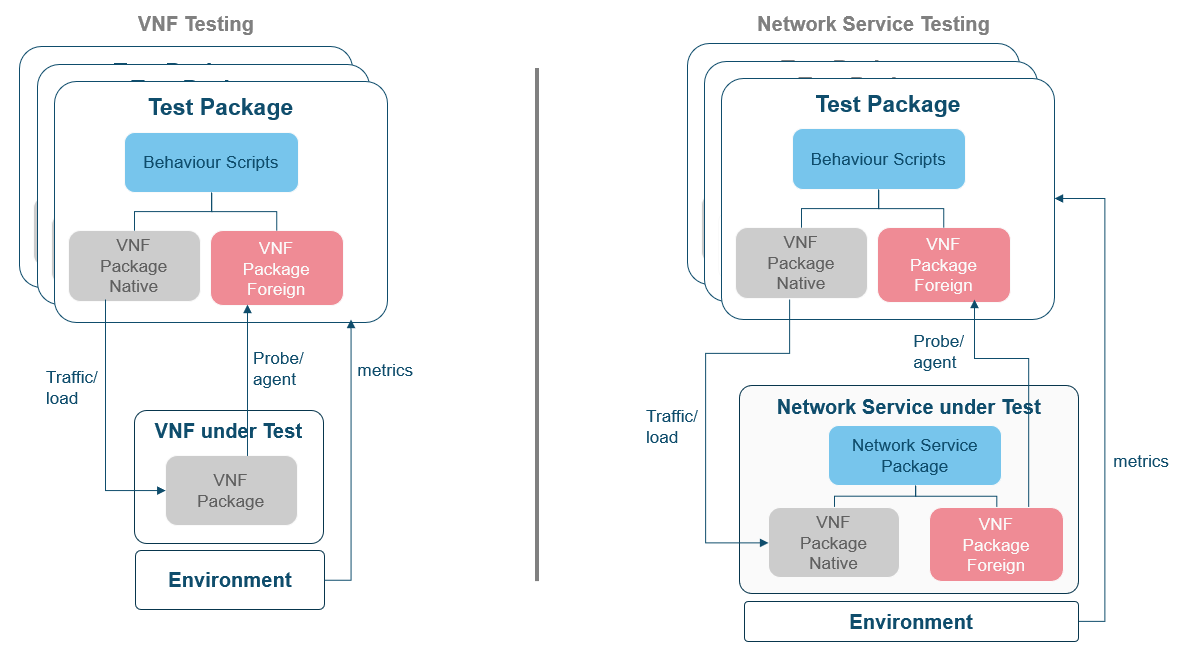 VNF Testing
Test Package
Behaviour Scripts
VNF
Package
Native
VNF
Package
Foreign
Traffic/
load
Probe/
agent
metrics
VNF under Test
VNF
Package
Environment
Network Service Testing
Test Package
Behaviour Scripts
VNF
Package
Native
VNF
Package
Foreign
Probe/
agent
Traffic/
load
metrics
Network Service under Test
Network Service
Package
VNF
Package
Native
VNF
Package
Foreign
Environment